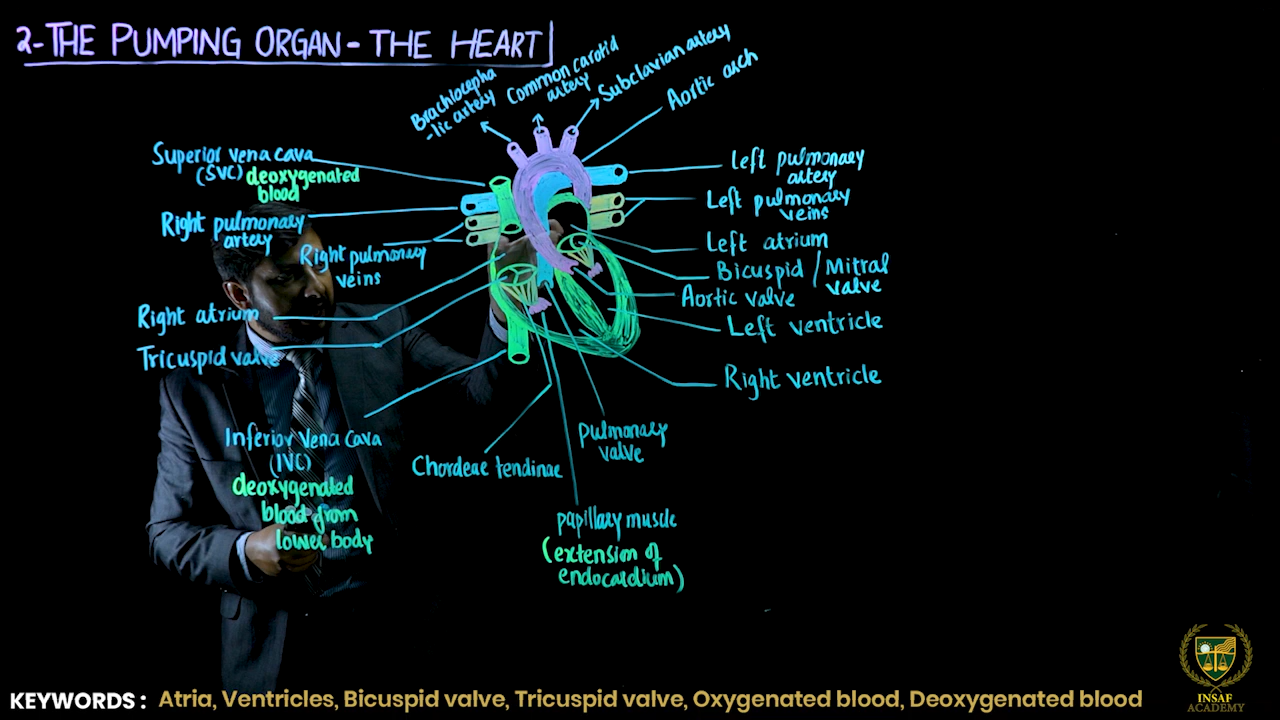 2-THE PUMPING ORGAN- THE HEART
Brachiocepha
-lic artery
Common carotid
artery
Subclavian artery
Aortic arch
Superior vena cava
(SVC) deoxygenated
blood
Right pulmonary
artery
Right pulmonary
veins
Right atrium
Tricuspid valve
Inferior Vena Cava
(IVC)
deoxygenated
blood from
lower body
Chordeae tendinae
Pulmonary
valve
papillary muscle
(extension of
endocardium)
Left pulmonary
artery
Left pulmonary
veins
Left atrium
Bicuspid / Mitral
valve
Aortic valve
Left ventricle
Right ventricle
KEYWORDS : Atria, Ventricles, Bicuspid valve, Tricuspid valve, Oxygenated blood, Deoxygenated blood
INSAF
ACADEMY